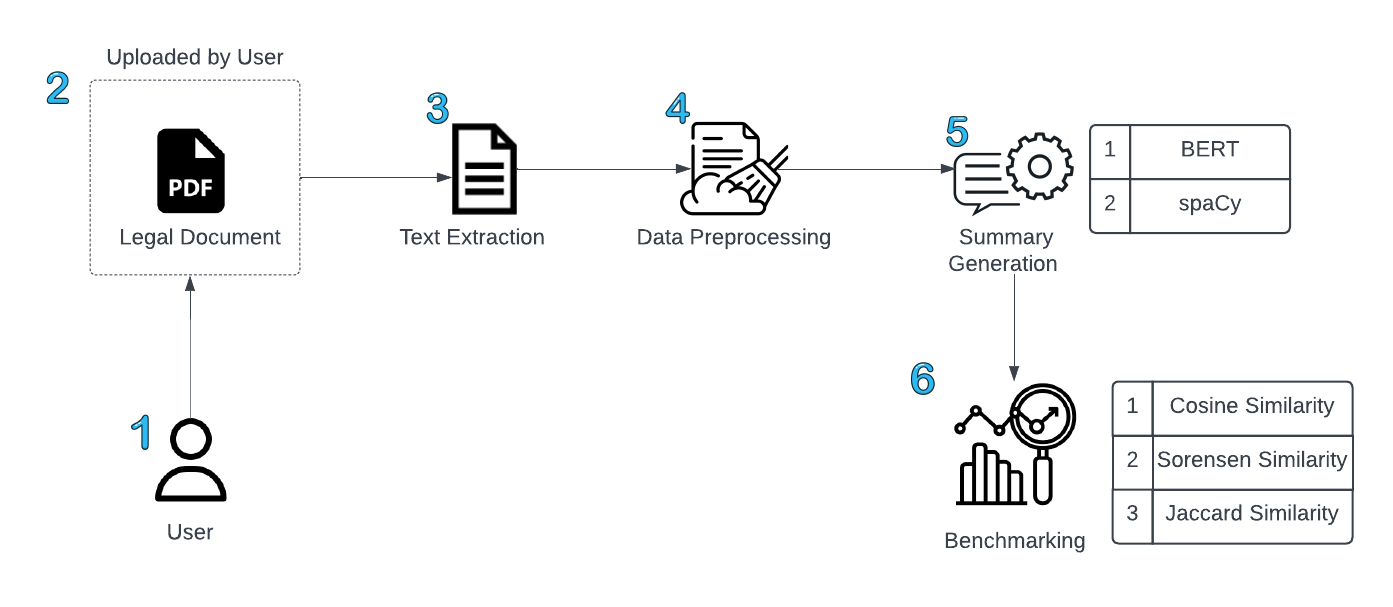 Uploaded by User
2
PDF
Legal Document
3
Text Extraction
4
Data Preprocessing
5
Summary
Generation
1 BERT
2 spaCy
1
User
6
Benchmarking
1 Cosine Similarity
2 Sorensen Similarity
3 Jaccard Similarity